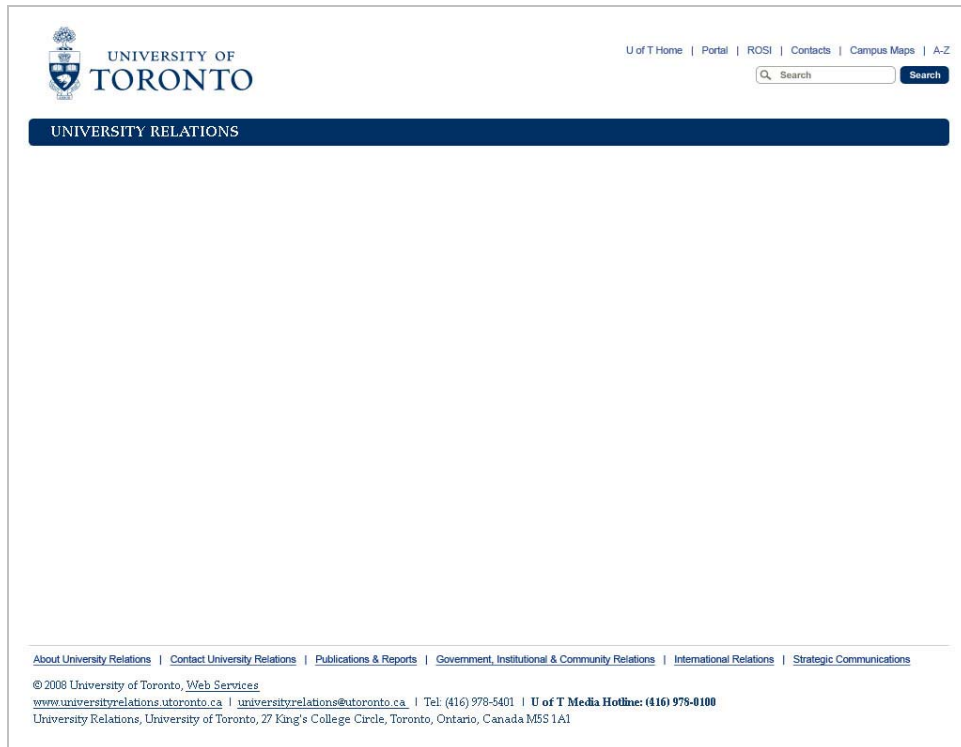 UNIVERSITY OF
TORONTO
U of T Home | Portal | ROSI | Contacts | Campus Maps | A-Z
Search Search
UNIVERSITY RELATIONS
About University Relations | Contact University Relations | Publications & Reports | Government, Institutional & Community Relations | International Relations | Strategic Communications
© 2008 University of Toronto, Web Services
www.universityrelations.utoronto.ca | universityrelations@utoronto.ca | Tel: (416) 978-5401 | U of T Media Hotline: (416) 978-0100
University Relations, University of Toronto, 27 King's College Circle, Toronto, Ontario, Canada M5S 1A1